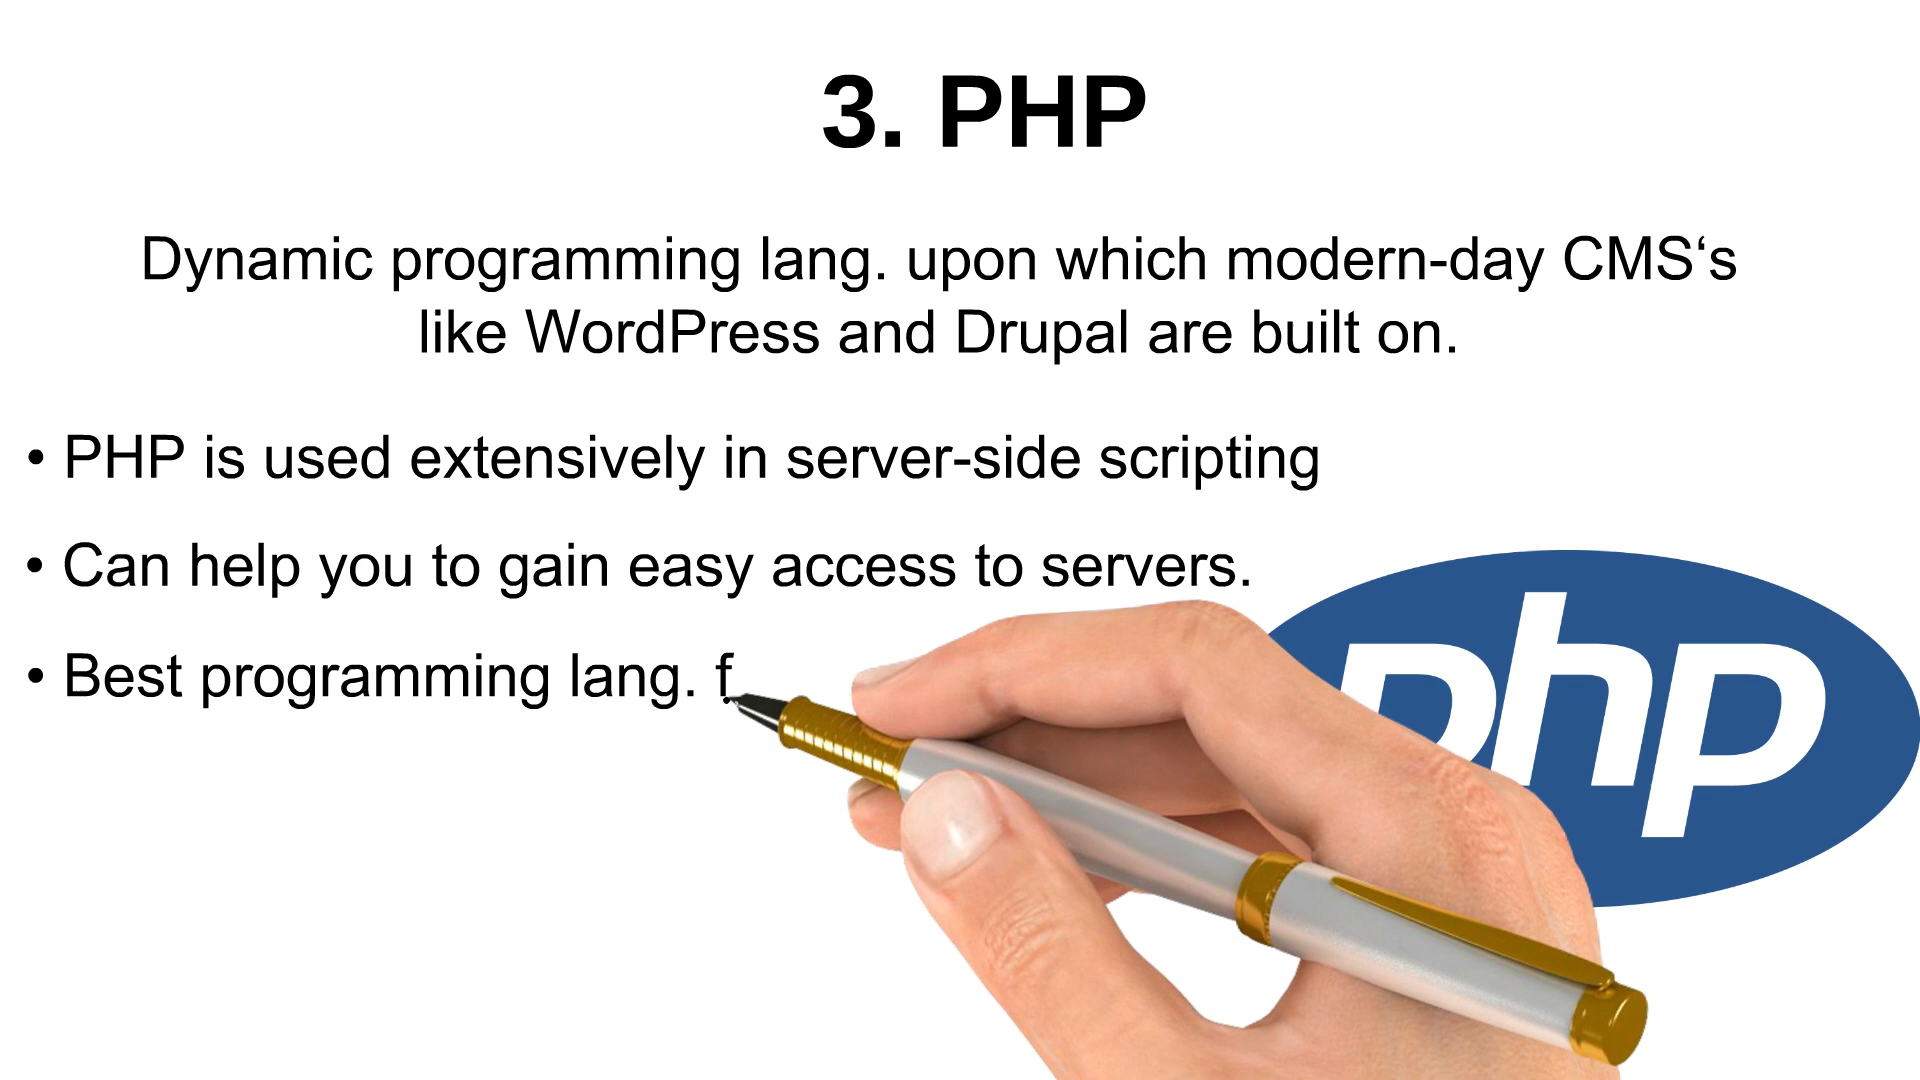 3. PHP
Dynamic programming lang. upon which modern-day CMS‘s
like WordPress and Drupal are built on.
• PHP is used extensively in server-side scripting
• Can help you to gain easy access to servers.
• Best programming lang. f
php